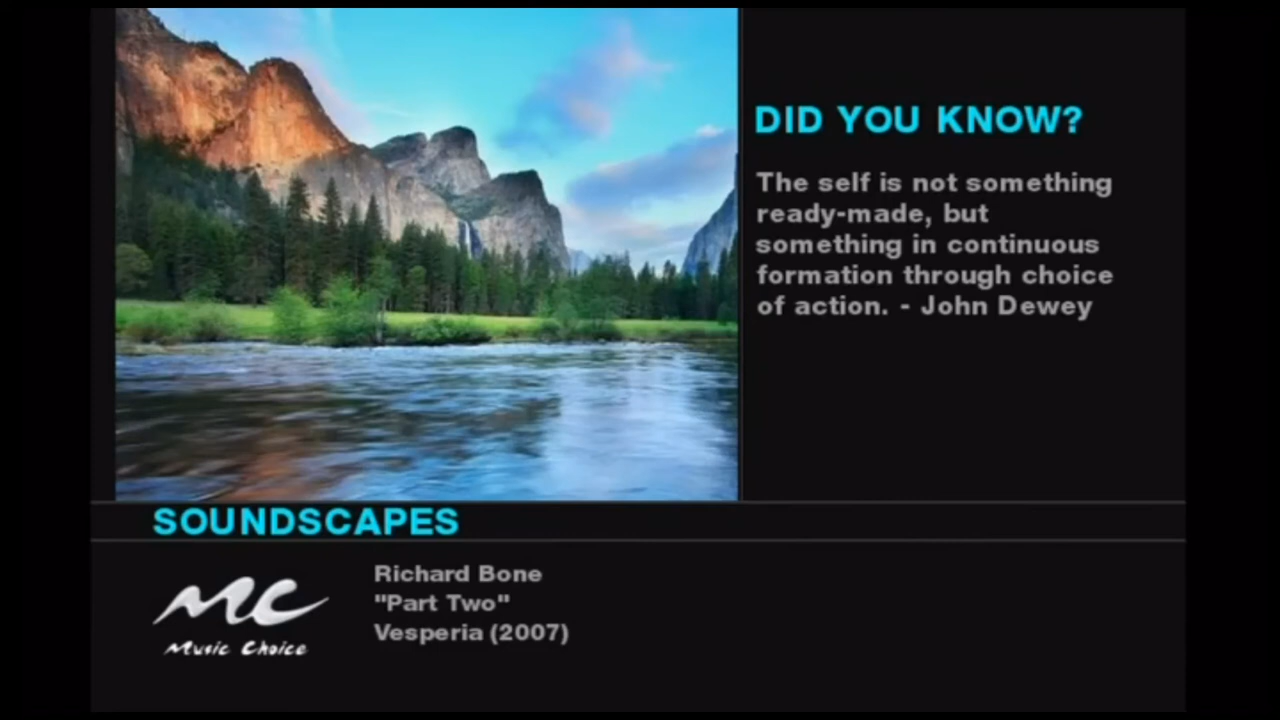 DID YOU KNOW?
The self is not something
ready-made, but
something in continuous
formation through choice
of action. - John Dewey
SOUNDSCAPES
MC
Music Choice
Richard Bone
"Part Two"
Vesperia (2007)